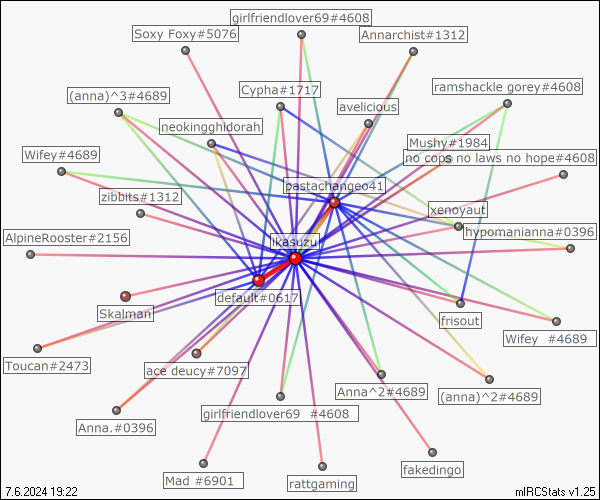 girlfriendlover69#4608
Soxy Foxy#5076
Annarchist#1312
Cypha#1717
ramshackle gorey#4608
(anna)^3#4689
avelicious
neokingghidorah
Mushy#1984
Wifey#4689
no cops no laws no hope#4608
pastachangeo41
zibbits#1312
xenoyaut
AlpineRooster#2156
ikasuzu
hypomanianna#0396
default#0617
Skalman
frisout
Toucan#2473
Wifey #4689
ace deucy#7097
Anna^2#4689
(anna)^2#4689
girlfriendlover69 #4608
Anna.#0396
fakedingo
Mad #6901
rattgaming
7.6.2024 19:22
mIRCStats v1.25